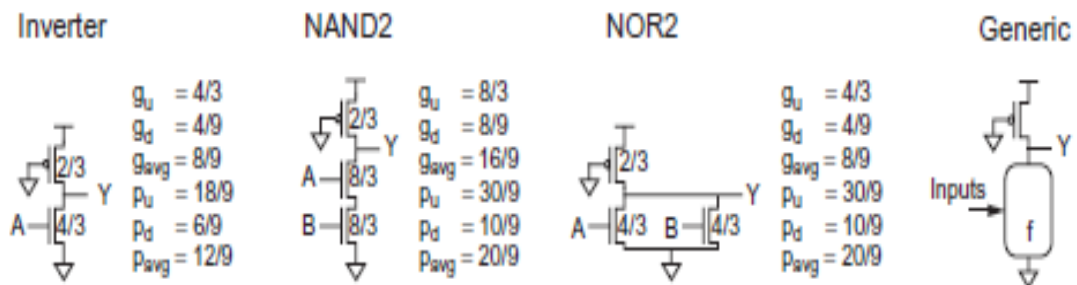 Inverter
g_u = 4/3
g_d = 4/9
g_avg = 8/9
p_u = 18/9
p_d = 6/9
p_avg = 12/9
2/3
Y
A
4/3
NAND2
g_u = 8/3
g_d = 8/9
g_avg = 16/9
p_u = 30/9
p_d = 10/9
p_avg = 20/9
2/3
Y
A
8/3
B
8/3
NOR2
g_u = 4/3
g_d = 4/9
g_avg = 8/9
p_u = 30/9
p_d = 10/9
p_avg = 20/9
2/3
Y
A
4/3
B
4/3
Generic
Y
Inputs
f